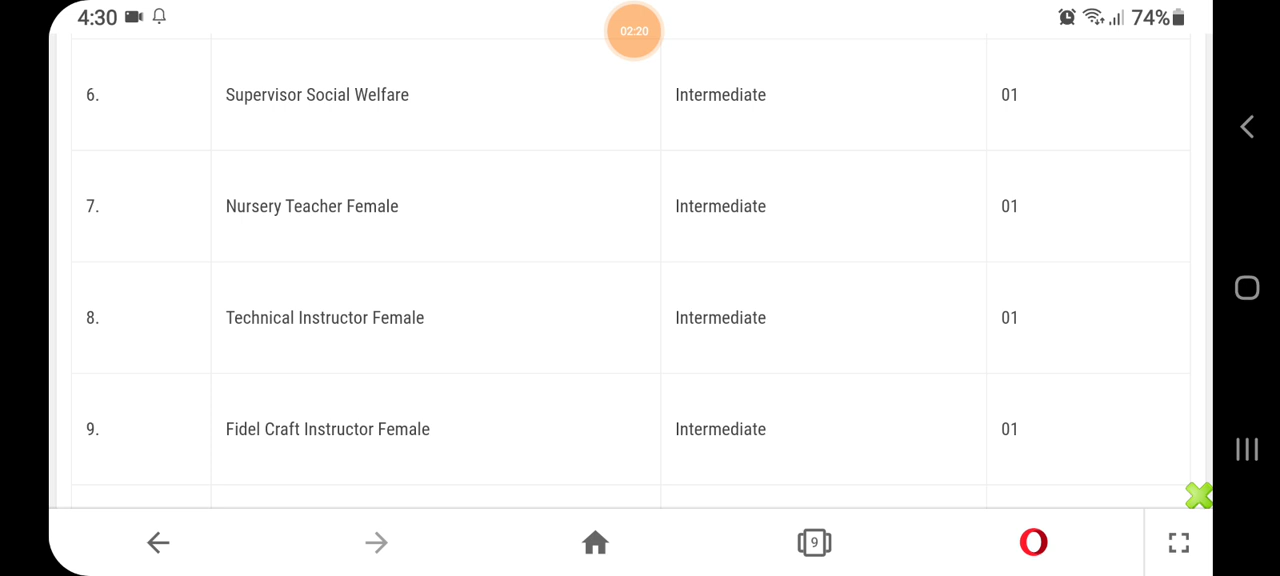 4:30 74%
02:20
6. Supervisor Social Welfare Intermediate 01
7. Nursery Teacher Female Intermediate 01
8. Technical Instructor Female Intermediate 01
9. Fidel Craft Instructor Female Intermediate 01
9